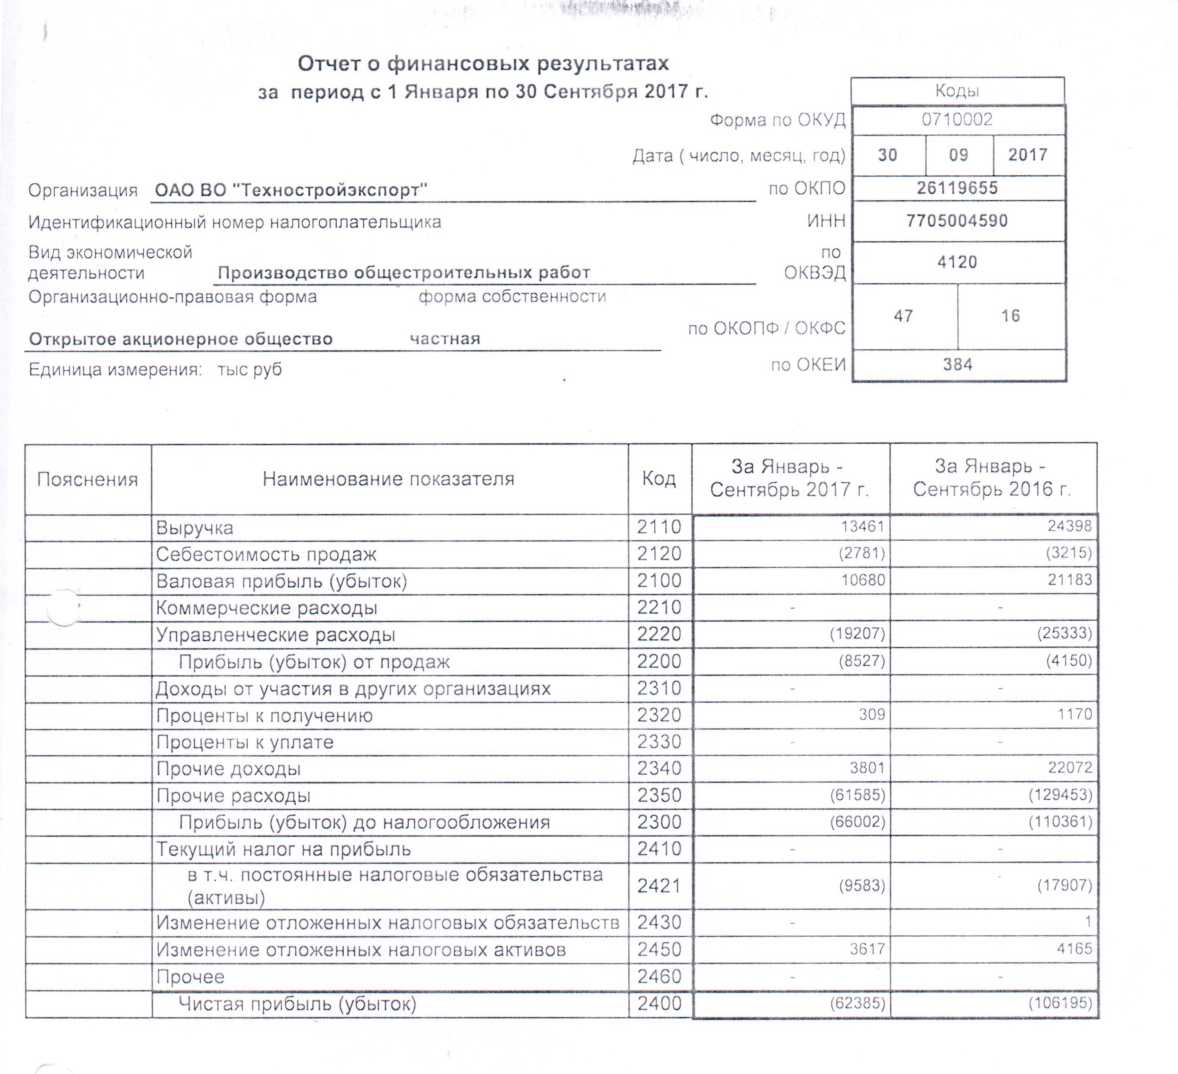 Отчет о финансовых результатах
за период с 1 Января по 30 Сентября 2017 г.
Коды
Форма по ОКУД 0710002
Дата ( число, месяц, год) 30 09 2017
Организация ОАО ВО "Техностройэкспорт" по ОКПО 26119655
Идентификационный номер налогоплательщика ИНН 7705004590
Вид экономической
деятельности Производство общестроительных работ
по
ОКВЭД
4120
Организационно-правовая форма форма собственности
Открытое акционерное общество частная
по ОКОПФ / ОКФС 47 16
Единица измерения: тыс руб по ОКЕИ 384
Пояснения Наименование показателя Код За Январь - Сентябрь 2017 г. За Январь - Сентябрь 2016 г.
Выручка 2110 13461 24398
Себестоимость продаж 2120 (2781) (3215)
Валовая прибыль (убыток) 2100 10680 21183
Коммерческие расходы 2210 - -
Управленческие расходы 2220 (19207) (25333)
Прибыль (убыток) от продаж 2200 (8527) (4150)
Доходы от участия в других организациях 2310 - -
Проценты к получению 2320 309 1170
Проценты к уплате 2330 - -
Прочие доходы 2340 3801 22072
Прочие расходы 2350 (61585) (129453)
Прибыль (убыток) до налогообложения 2300 (66002) (110361)
Текущий налог на прибыль 2410 - -
в т.ч. постоянные налоговые обязательства
(активы) 2421 (9583) (17907)
Изменение отложенных налоговых обязательств 2430 - 1
Изменение отложенных налоговых активов 2450 3617 4165
Прочее 2460 - -
Чистая прибыль (убыток) 2400 (62385) (106195)